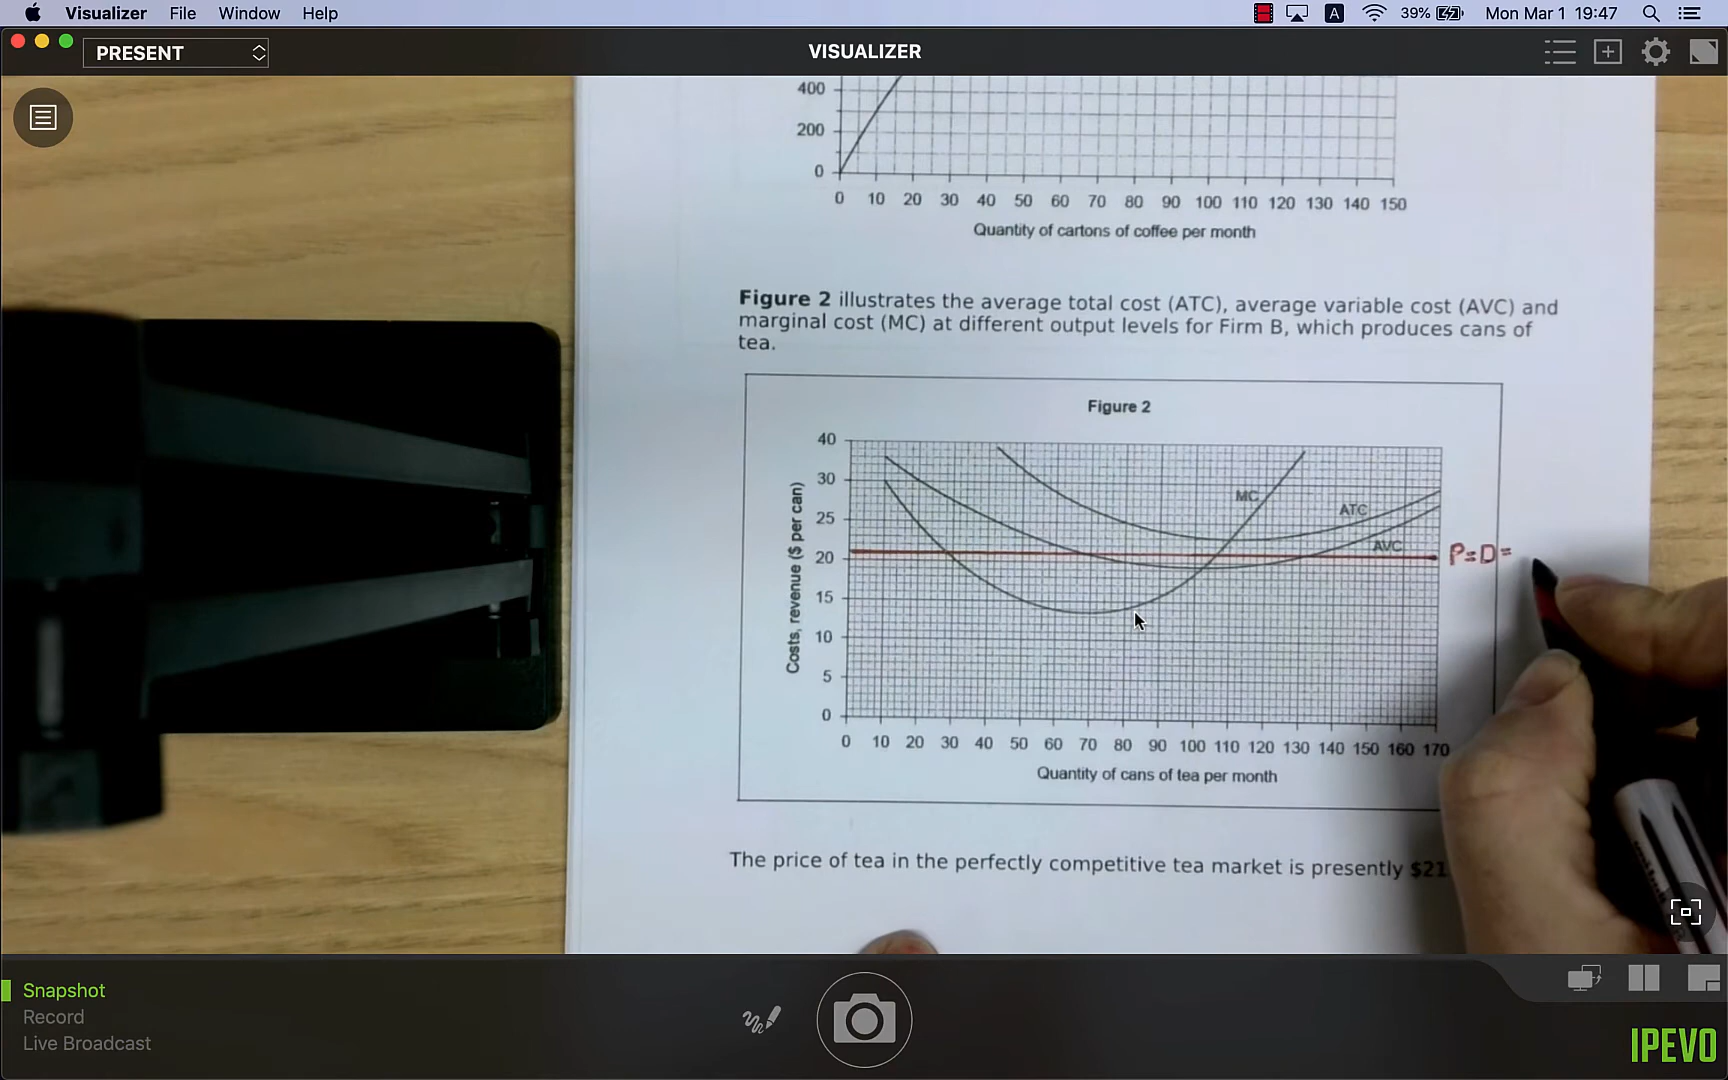 Visualizer File Window Help A 39% Mon Mar 1 19:47
PRESENT VISUALIZER
400
200
0
0 10 20 30 40 50 60 70 80 90 100 110 120 130 140 150
Quantity of cartons of coffee per month
Figure 2 illustrates the average total cost (ATC), average variable cost (AVC) and
marginal cost (MC) at different output levels for Firm B, which produces cans of
tea.
Figure 2
40
30
25
20
15
10
5
0
Costs, revenue ($ per can)
MC
ATC
AVC
P=D=
0 10 20 30 40 50 60 70 80 90 100 110 120 130 140 150 160 170
Quantity of cans of tea per month
The price of tea in the perfectly competitive tea market is presently $21
Snapshot
Record
Live Broadcast
IPEVO